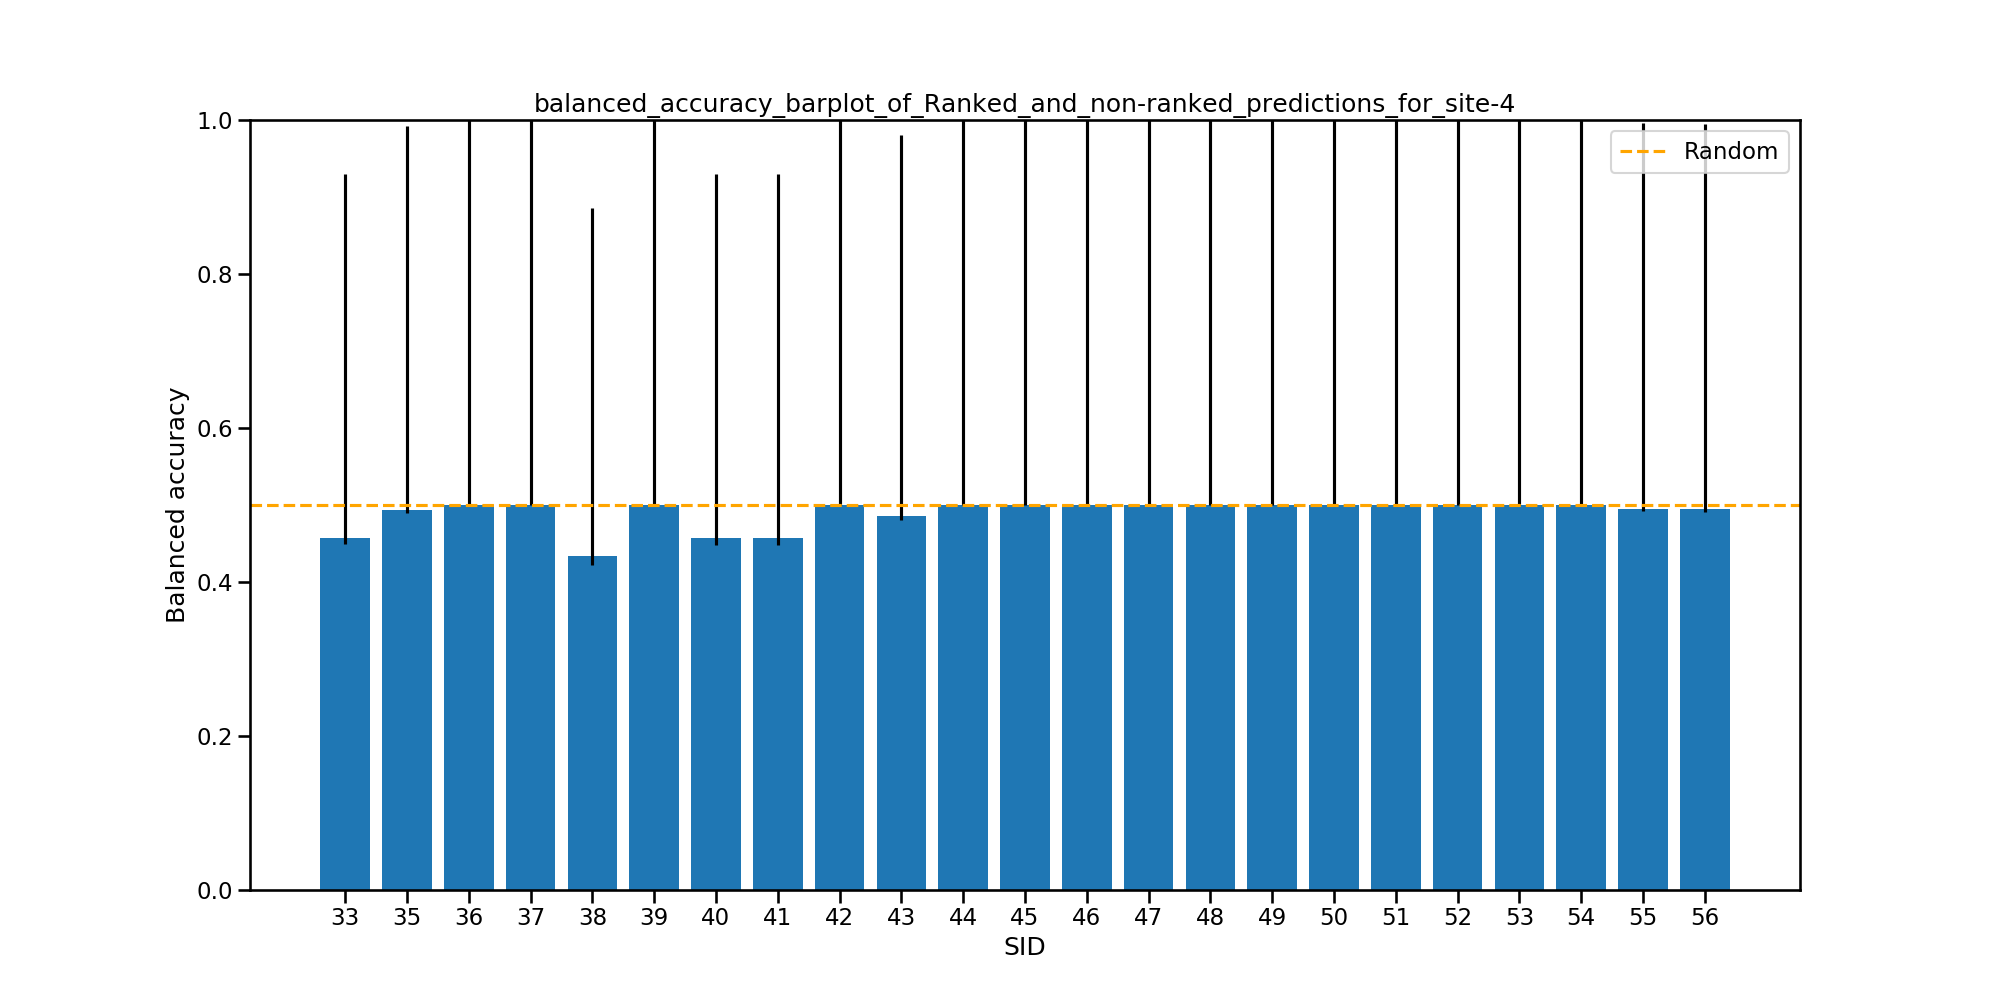 balanced_accuracy_barplot_of_Ranked_and_non-ranked_predictions_for_site-4
1.0
0.8
0.6
0.4
0.2
0.0
Balanced accuracy
Random
33 35 36 37 38 39 40 41 42 43 44 45 46 47 48 49 50 51 52 53 54 55 56
SID